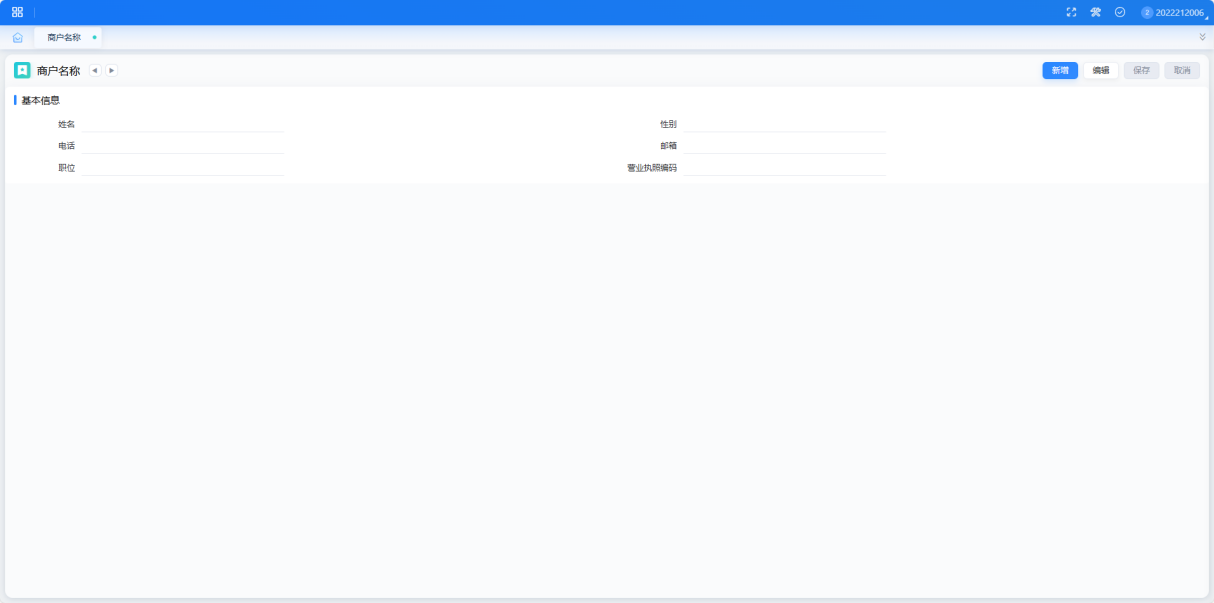 2 2022212006
商户名称
商户名称 新增 编辑 保存 取消
基本信息
姓名 性别
电话 邮箱
职位 营业执照编码